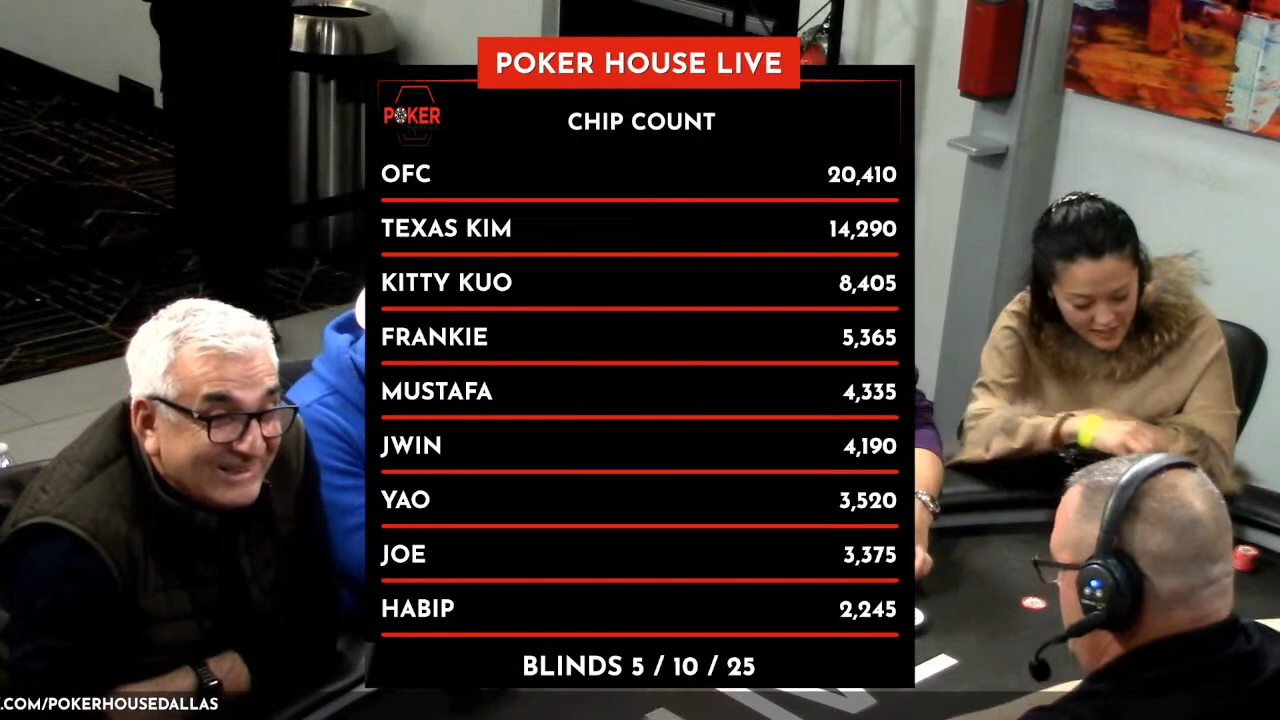 POKER HOUSE LIVE
POKER
CHIP COUNT
OFC 20,410
TEXAS KIM 14,290
KITTY KUO 8,405
FRANKIE 5,365
MUSTAFA 4,335
JWIN 4,190
YAO 3,520
JOE 3,375
HABIP 2,245
BLINDS 5 / 10 / 25
.COM/POKERHOUSEDALLAS